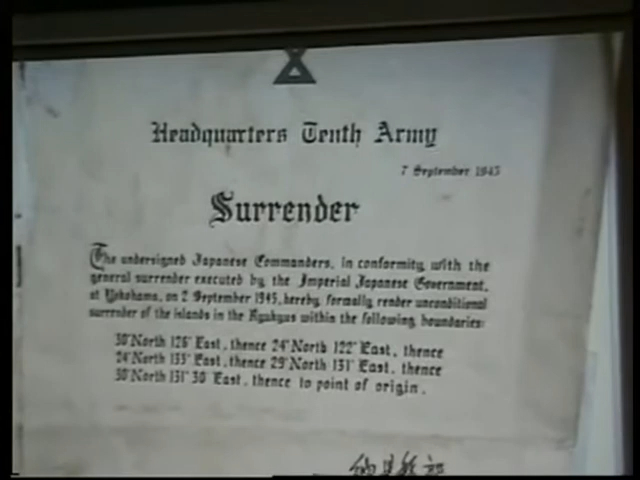 Headquarters Tenth Army
7 September 1945
Surrender
The undersigned Japanese Commanders, in conformity with the
general surrender executed by the Imperial Japanese Government,
at Yokohama, on 2 September 1945, hereby formally render unconditional
surrender of the islands in the Ryukyus within the following boundaries:
30° North 126° East, thence 24° North 122° East, thence
24° North 133° East, thence 29° North 131° East, thence
30° North 131° 30' East, thence to point of origin.